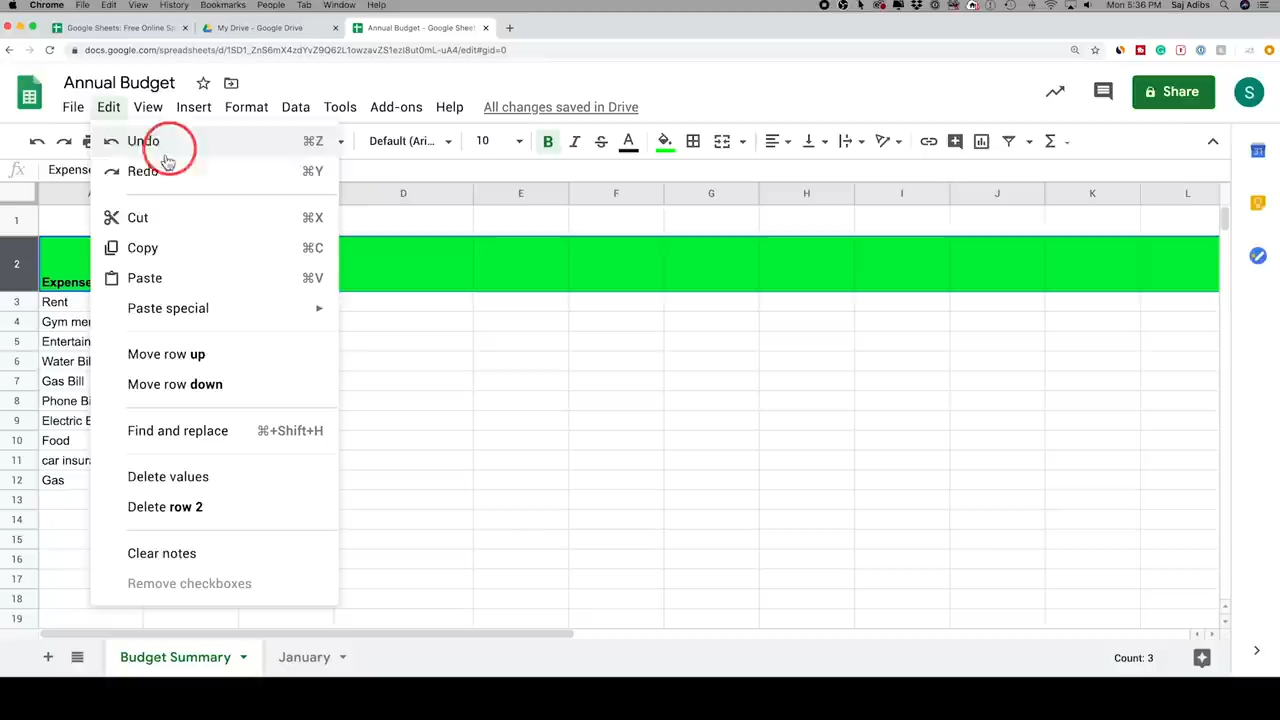 Chrome File Edit View History Bookmarks People Tab Window Help Mon 5:36 PM Saj Adibs
Google Sheets: Free Online Sp × My Drive - Google Drive × Annual Budget - Google Sheets × +
docs.google.com/spreadsheets/d/1SD1_ZnS6mX4zdYvZ9Q62L1owzavZS1ezI8ut0mL-uA4/edit#gid=0
Annual Budget
File Edit View Insert Format Data Tools Add-ons Help All changes saved in Drive Share S
Default (Ari... 10 B I S A
fx Expense
A D E F G H I J K L
1
2 Expense
3 Rent
4 Gym mer
5 Entertain
6 Water Bil
7 Gas Bill
8 Phone Bi
9 Electric B
10 Food
11 car insura
12 Gas
13
14
15
16
17
18
19
Undo ⌘Z
Redo ⌘Y
Cut ⌘X
Copy ⌘C
Paste ⌘V
Paste special
Move row up
Move row down
Find and replace ⌘+Shift+H
Delete values
Delete row 2
Clear notes
Remove checkboxes
+ Budget Summary January Count: 3